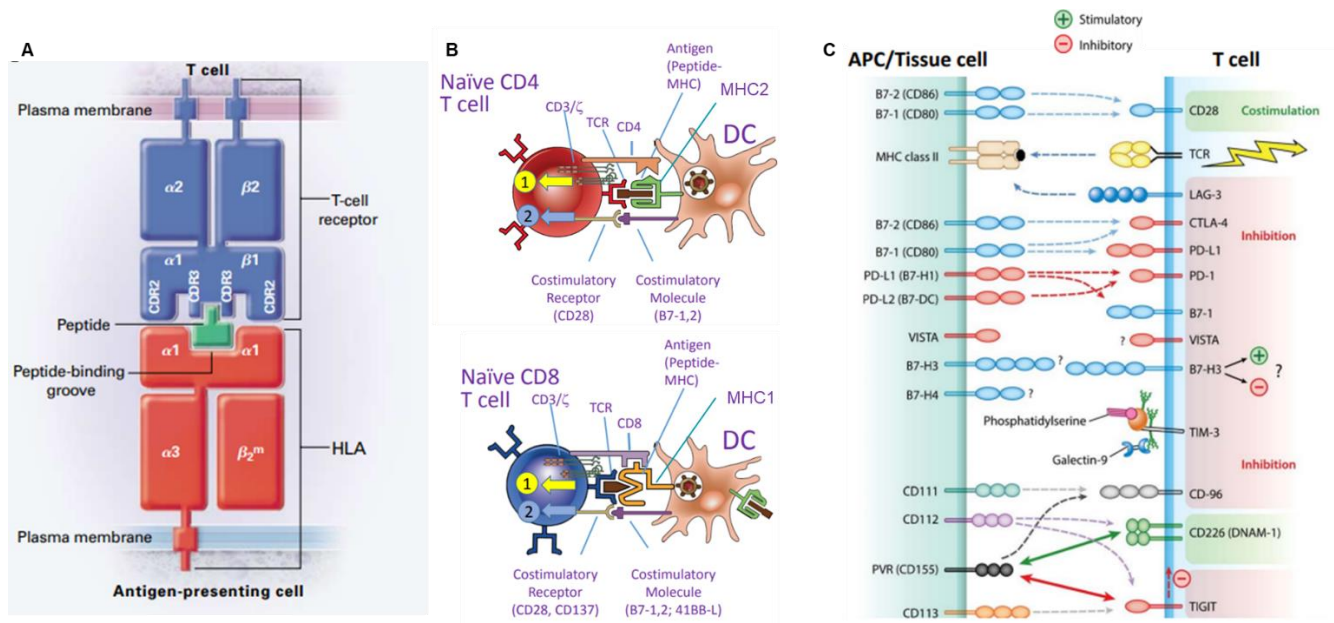 A
T cell
Plasma membrane
α2
β2
T-cell
receptor
α1
β1
CDR2
CDR3
CDR3
CDR2
Peptide
α1
α1
Peptide-binding
groove
α3
β2m
HLA
Plasma membrane
Antigen-presenting cell
B
Antigen
(Peptide-
MHC)
Naïve CD4
T cell
CD3/ζ
TCR
CD4
MHC2
DC
1
2
Costimulatory
Receptor
(CD28)
Costimulatory
Molecule
(B7-1,2)
Antigen
(Peptide-
MHC)
Naïve CD8
T cell
CD3/ζ
TCR
CD8
MHC1
DC
1
2
Costimulatory
Receptor
(CD28, CD137)
Costimulatory
Molecule
(B7-1,2; 41BB-L)
+ Stimulatory
− Inhibitory
C
APC/Tissue cell
T cell
B7-2 (CD86)
B7-1 (CD80)
CD28
Costimulation
MHC class II
TCR
LAG-3
B7-2 (CD86)
CTLA-4
Inhibition
B7-1 (CD80)
PD-L1
PD-L1 (B7-H1)
PD-1
PD-L2 (B7-DC)
B7-1
VISTA
?
VISTA
B7-H3
?
B7-H3
+
−
?
B7-H4
?
Phosphatidylserine
TIM-3
Galectin-9
Inhibition
CD111
CD-96
CD112
CD226 (DNAM-1)
PVR (CD155)
−
CD113
TIGIT